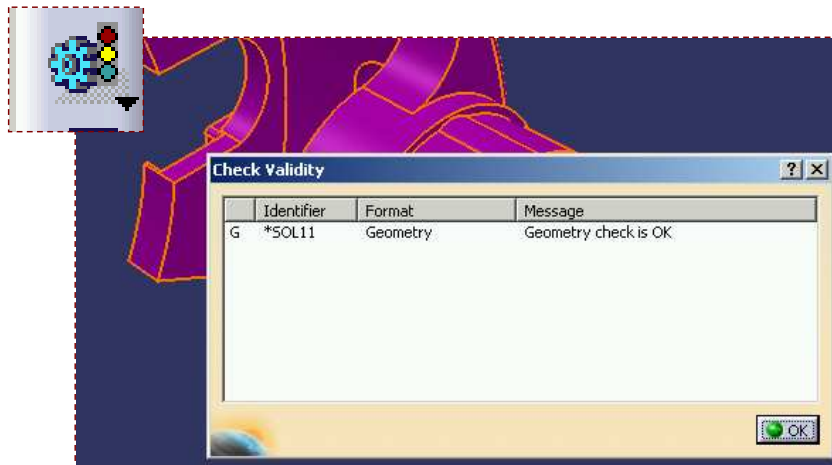 Check Validity
Identifier Format Message
G *SOL11 Geometry Geometry check is OK
OK